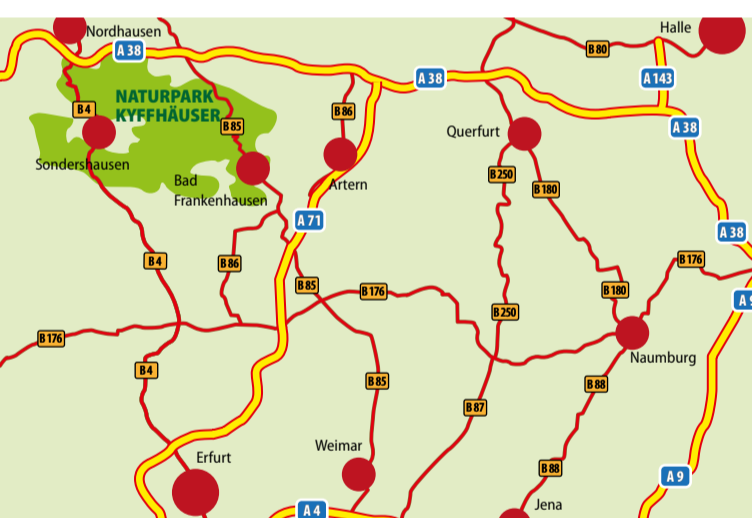 Nordhausen
Halle
A 38
B 80
A 38
A 143
NATURPARK
KYFFHÄUSER
B 4
B 85
B 86
A 38
Querfurt
Sondershausen
Bad
Frankenhausen
Artern
B 250
B 180
A 71
A 38
B 4
B 86
B 176
B 85
B 176
B 180
A 9
B 250
B 176
Naumburg
B 4
B 85
B 88
B 87
Weimar
Erfurt
B 88
A 9
Jena
A 4